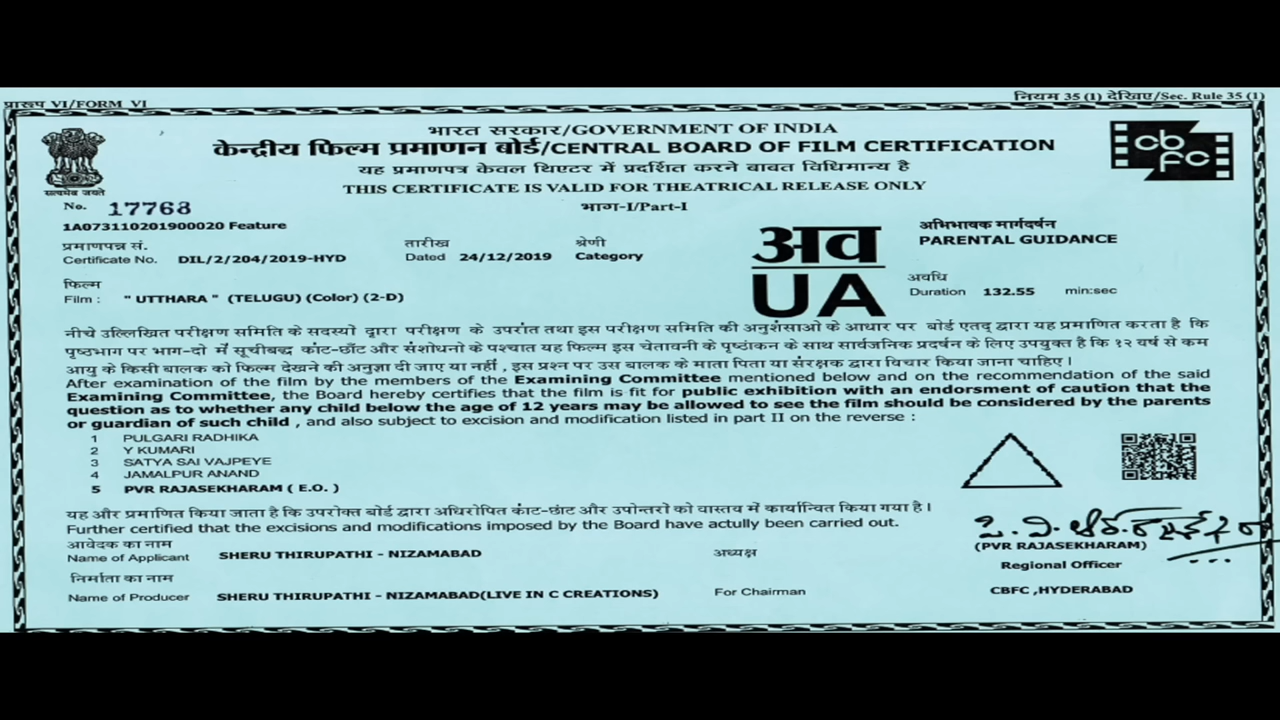 प्रारूप VI/FORM VI
नियम 35 (1) देखिए/Sec. Rule 35 (1)
भारत सरकार/GOVERNMENT OF INDIA
केन्द्रीय फिल्म प्रमाणन बोर्ड/CENTRAL BOARD OF FILM CERTIFICATION
cb
fc
यह प्रमाणपत्र केवल थिएटर में प्रदर्शित करने बाबत विधिमान्य है
सत्यमेव जयते
THIS CERTIFICATE IS VALID FOR THEATRICAL RELEASE ONLY
No. 17768
भाग-I/Part-I
1A073110201900020 Feature
अभिभावक मार्गदर्षन
PARENTAL GUIDANCE
प्रमाणपत्र सं. तारीख श्रेणी
Certificate No. DIL/2/204/2019-HYD Dated 24/12/2019 Category
अव
UA
अवधि
Duration 132.55 min:sec
फिल्म
Film : " UTTHARA " (TELUGU) (Color) (2-D)
नीचे उल्लिखित परीक्षण समिति के सदस्यों द्वारा परीक्षण के उपरांत तथा इस परीक्षण समिति की अनुशंसाओ के आधार पर बोर्ड एतद् द्वारा यह प्रमाणित करता है कि
पृष्ठभाग पर भाग-दो में सूचीबद्ध कांट-छाँट और संशोधनो के पश्चात यह फिल्म इस चेतावनी के पृष्ठांकन के साथ सार्वजनिक प्रदर्शन के लिए उपयुक्त है कि १२ वर्ष से कम
आयु के किसी बालक को फिल्म देखने की अनुज्ञा दी जाए या नहीं , इस प्रश्न पर उस बालक के माता पिता या संरक्षक द्वारा विचार किया जाना चाहिए ।
After examination of the film by the members of the Examining Committee mentioned below and on the recommendation of the said
Examining Committee, the Board hereby certifies that the film is fit for public exhibition with an endorsement of caution that the
question as to whether any child below the age of 12 years may be allowed to see the film should be considered by the parents
or guardian of such child , and also subject to excision and modification listed in part II on the reverse :
1 PULGARI RADHIKA
2 Y KUMARI
3 SATYA SAI VAJPEYE
4 JAMALPUR ANAND
5 PVR RAJASEKHARAM ( E.O. )
यह और प्रमाणित किया जाता है कि उपरोक्त बोर्ड द्वारा अधिरोपित कांट-छांट और उपोन्तरों को वास्तव में कार्यान्वित किया गया है ।
Further certified that the excisions and modifications imposed by the Board have actully been carried out.
आवेदक का नाम
Name of Applicant SHERU THIRUPATHI - NIZAMABAD
अध्यक्ष
(PVR RAJASEKHARAM)
Regional Officer
निर्माता का नाम
Name of Producer SHERU THIRUPATHI - NIZAMABAD(LIVE IN C CREATIONS)
For Chairman
CBFC ,HYDERABAD